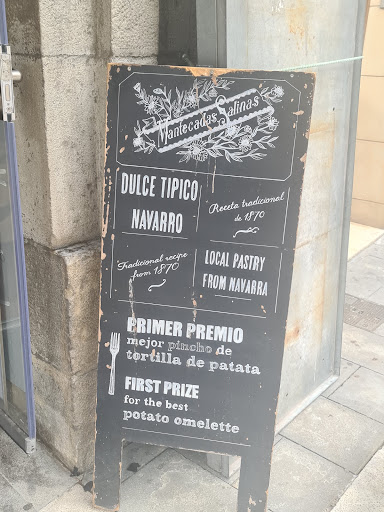 Mantecadas Salinas
DULCE TIPICO
NAVARRO
Receta tradicional
de 1870
Tradicional recipe
from 1870
LOCAL PASTRY
FROM NAVARRA
PRIMER PREMIO
mejor pincho de
tortilla de patata
FIRST PRIZE
for the best
potato omelette